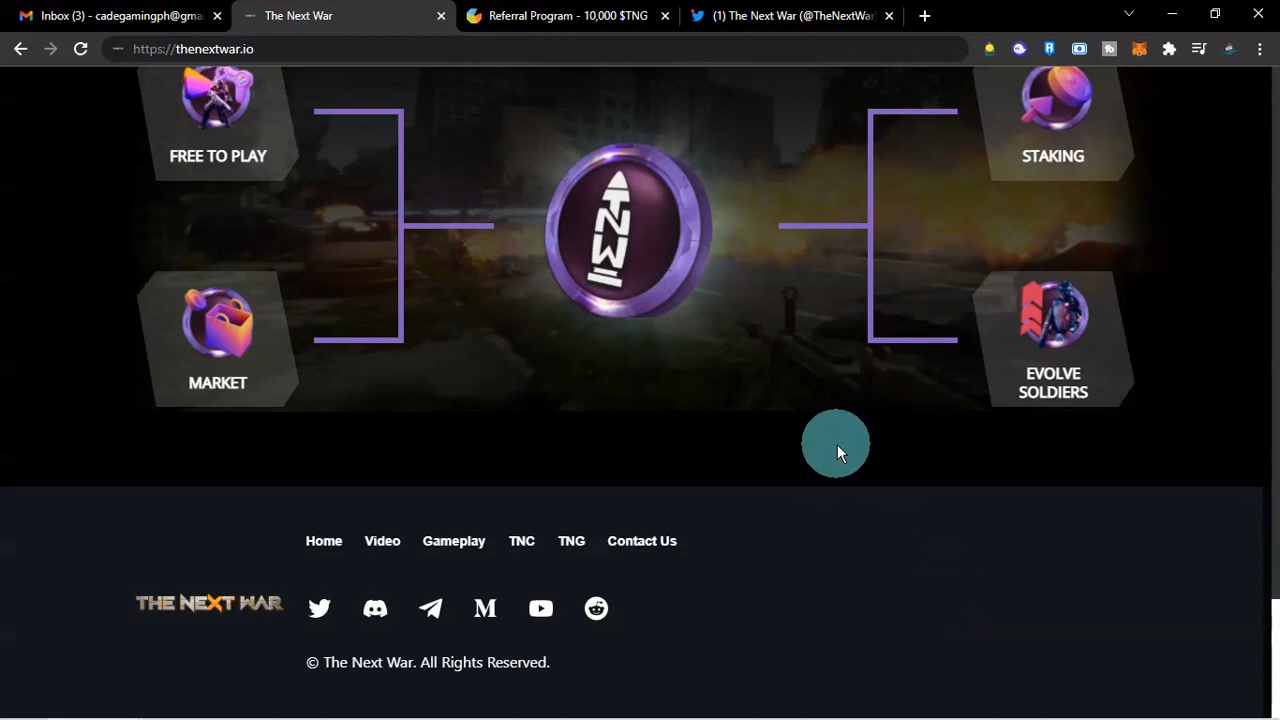 Inbox (3) - cadegamingph@gma
The Next War
Referral Program - 10,000 $TNG
(1) The Next War (@TheNextWar
https://thenextwar.io
FREE TO PLAY
STAKING
TNW
MARKET
EVOLVE
SOLDIERS
Home Video Gameplay TNC TNG Contact Us
THE NEXT WAR
© The Next War. All Rights Reserved.